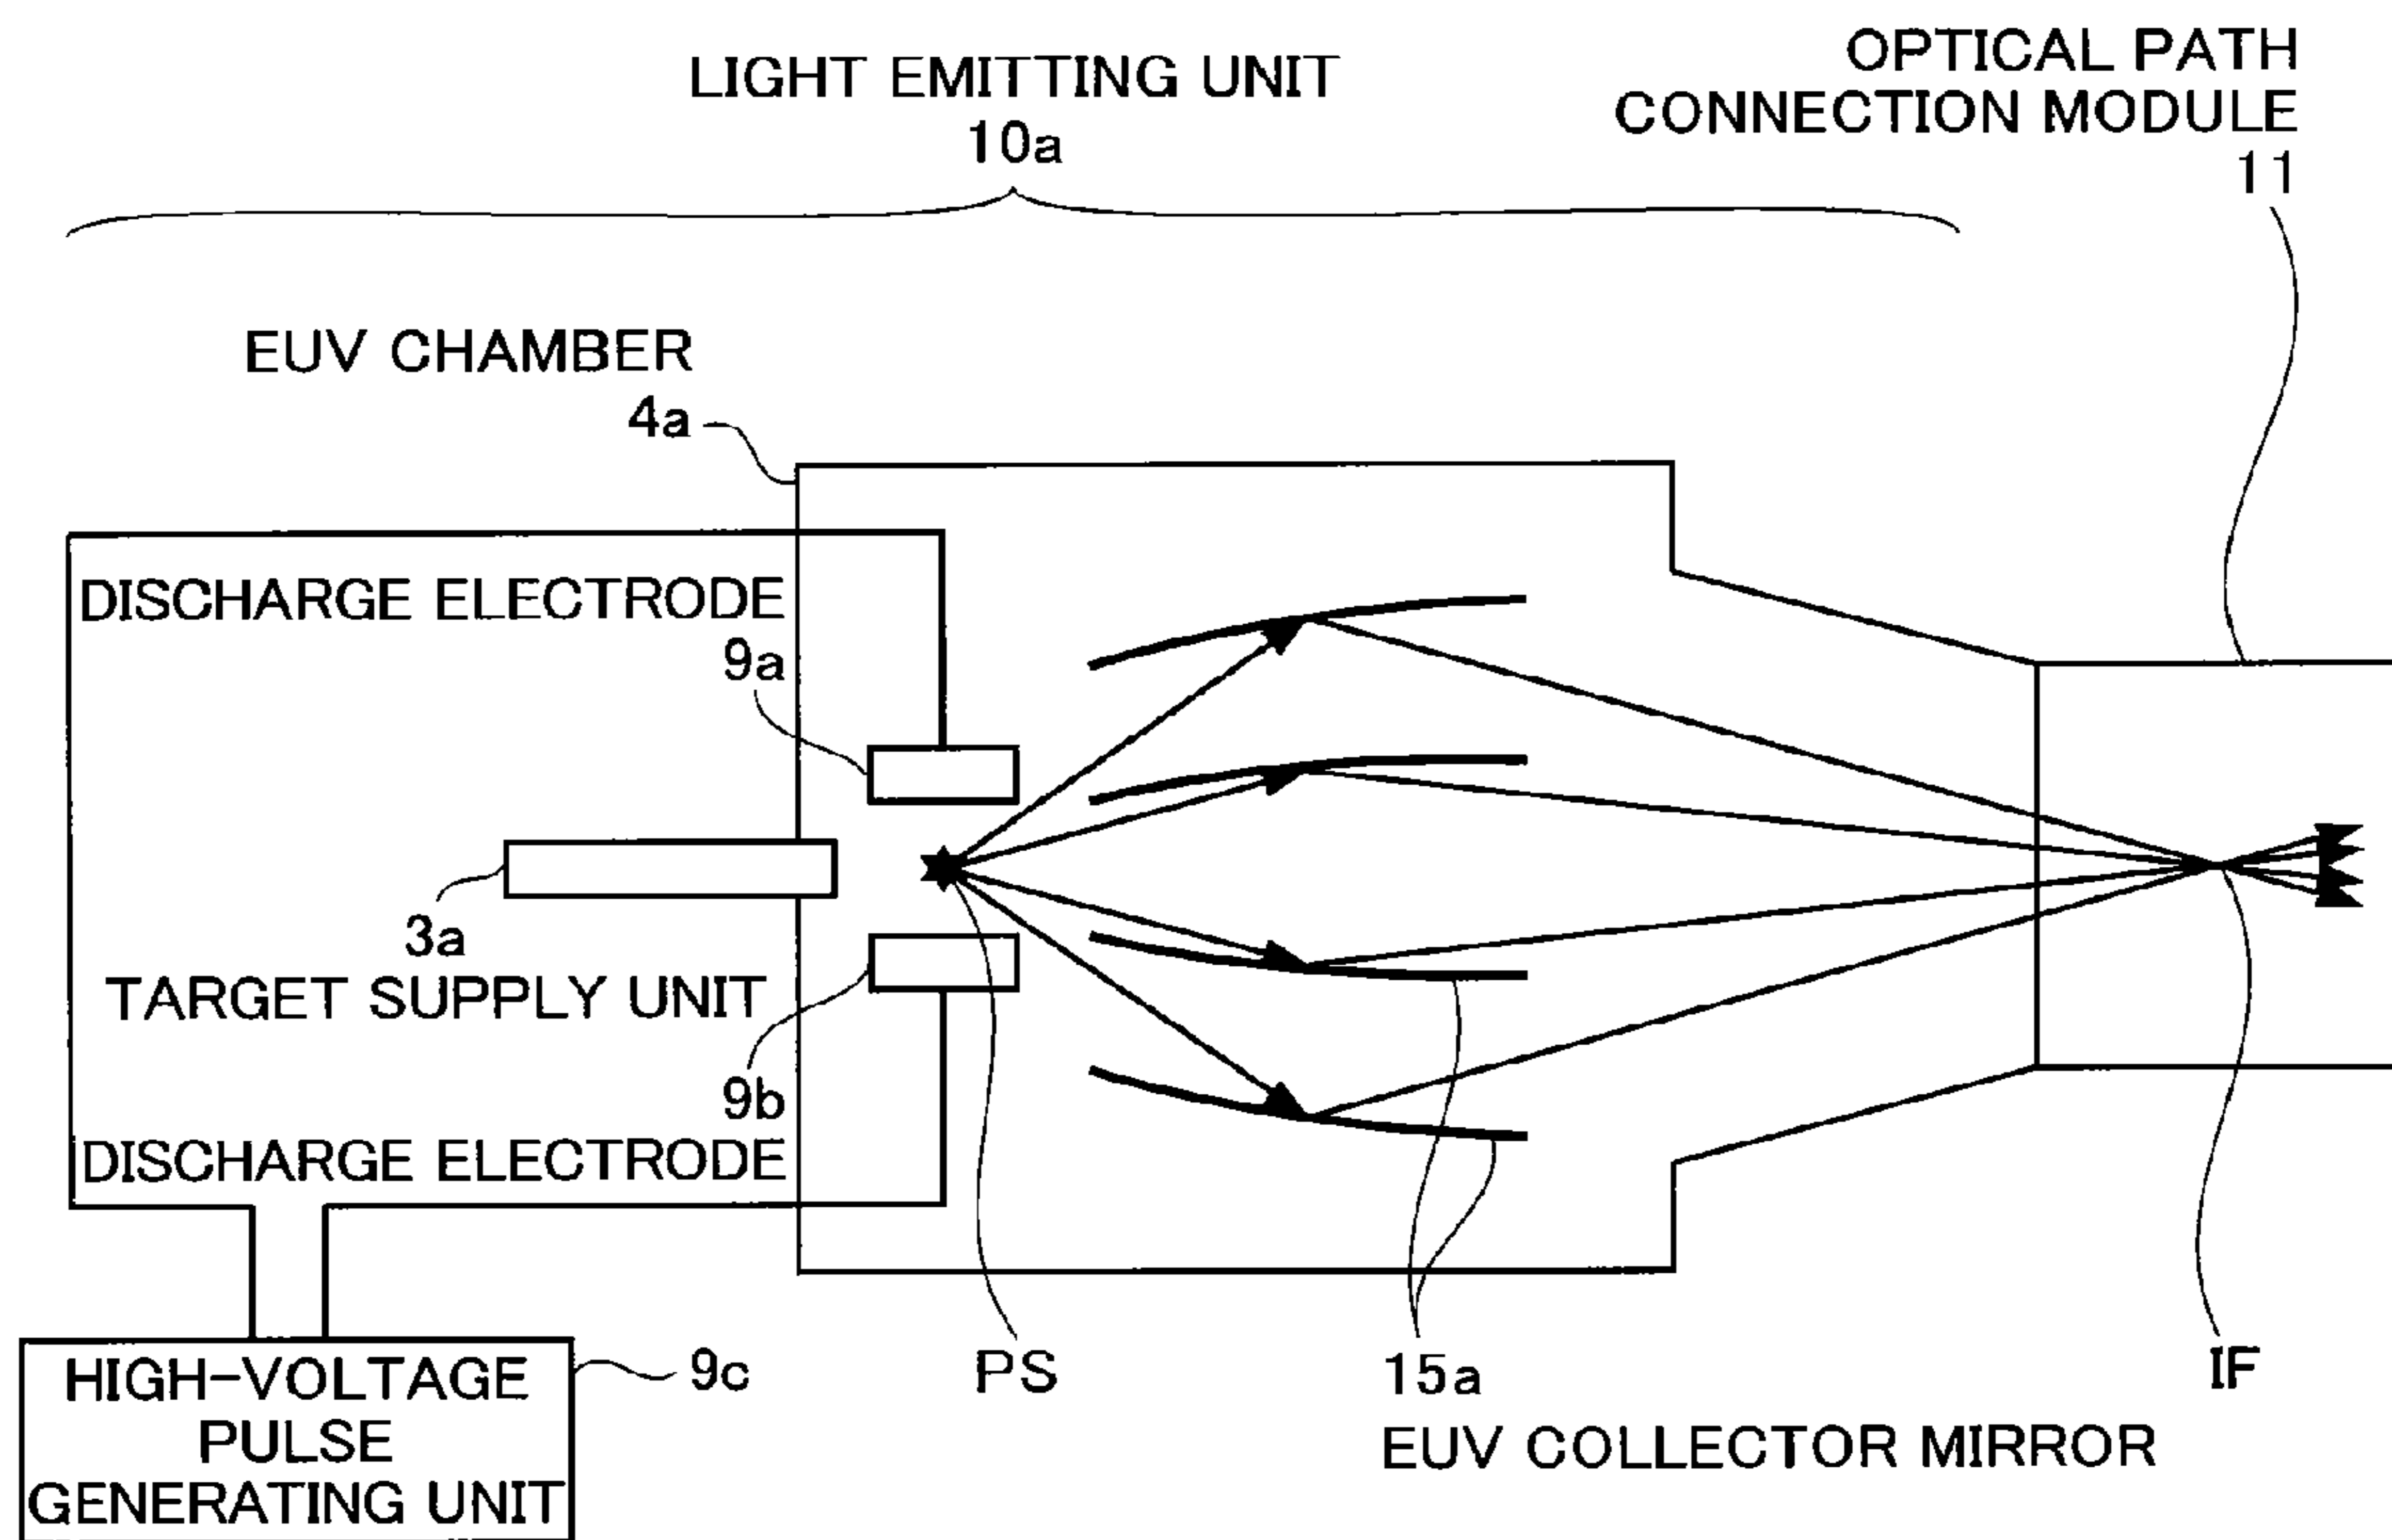 OPTICAL PATH
CONNECTION MODULE
11
LIGHT EMITTING UNIT
10a
EUV CHAMBER
4a
DISCHARGE ELECTRODE
9a
3a
TARGET SUPPLY UNIT
9b
DISCHARGE ELECTRODE
HIGH-VOLTAGE
PULSE
GENERATING UNIT
9c
PS
15a
EUV COLLECTOR MIRROR
IF